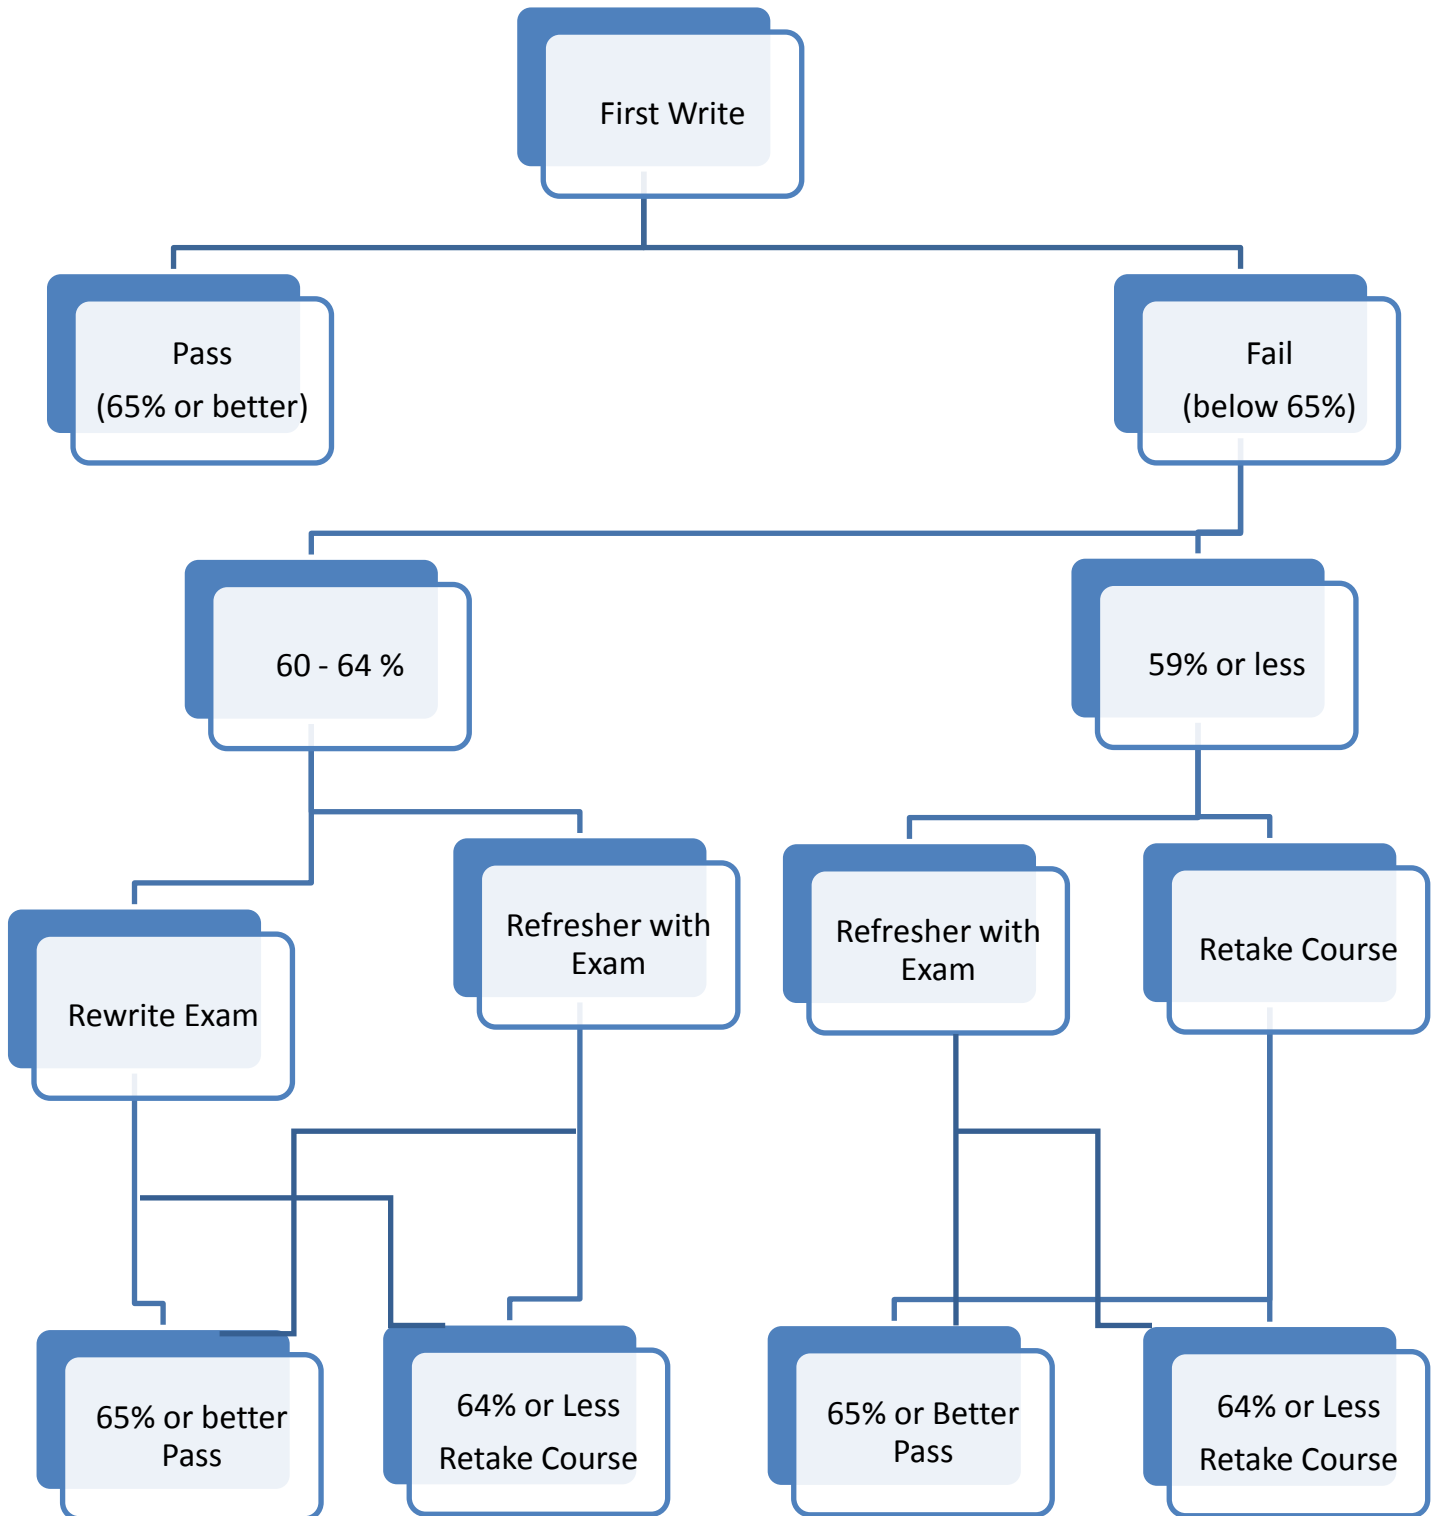 First Write
Pass
(65% or better)
Fail
(below 65%)
60 - 64 %
59% or less
Rewrite Exam
Refresher with
Exam
Refresher with
Exam
Retake Course
65% or better
Pass
64% or Less
Retake Course
65% or Better
Pass
64% or Less
Retake Course